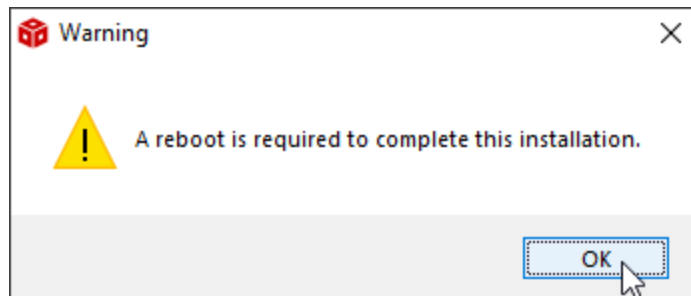 Warning
A reboot is required to complete this installation.
OK